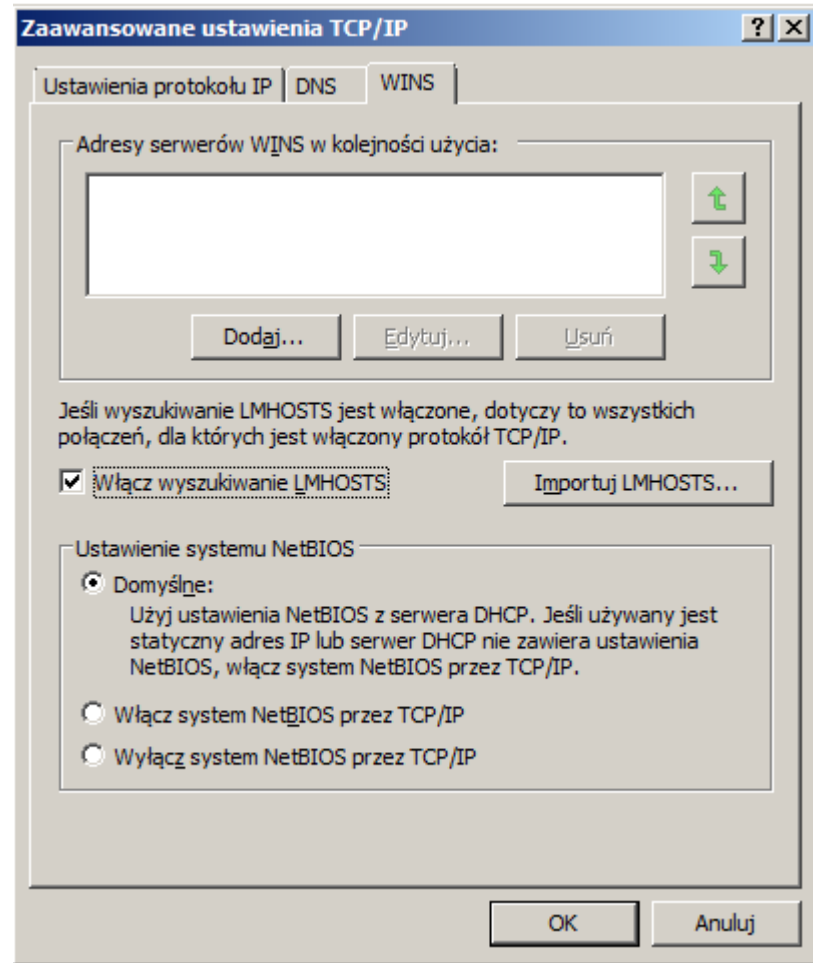 Zaawansowane ustawienia TCP/IP
Ustawienia protokołu IP DNS WINS
Adresy serwerów WINS w kolejności użycia:
Dodaj... Edytuj... Usuń
Jeśli wyszukiwanie LMHOSTS jest włączone, dotyczy to wszystkich
połączeń, dla których jest włączony protokół TCP/IP.
Włącz wyszukiwanie LMHOSTS Importuj LMHOSTS...
Ustawienie systemu NetBIOS
Domyślne:
Użyj ustawienia NetBIOS z serwera DHCP. Jeśli używany jest
statyczny adres IP lub serwer DHCP nie zawiera ustawienia
NetBIOS, włącz system NetBIOS przez TCP/IP.
Włącz system NetBIOS przez TCP/IP
Wyłącz system NetBIOS przez TCP/IP
OK Anuluj